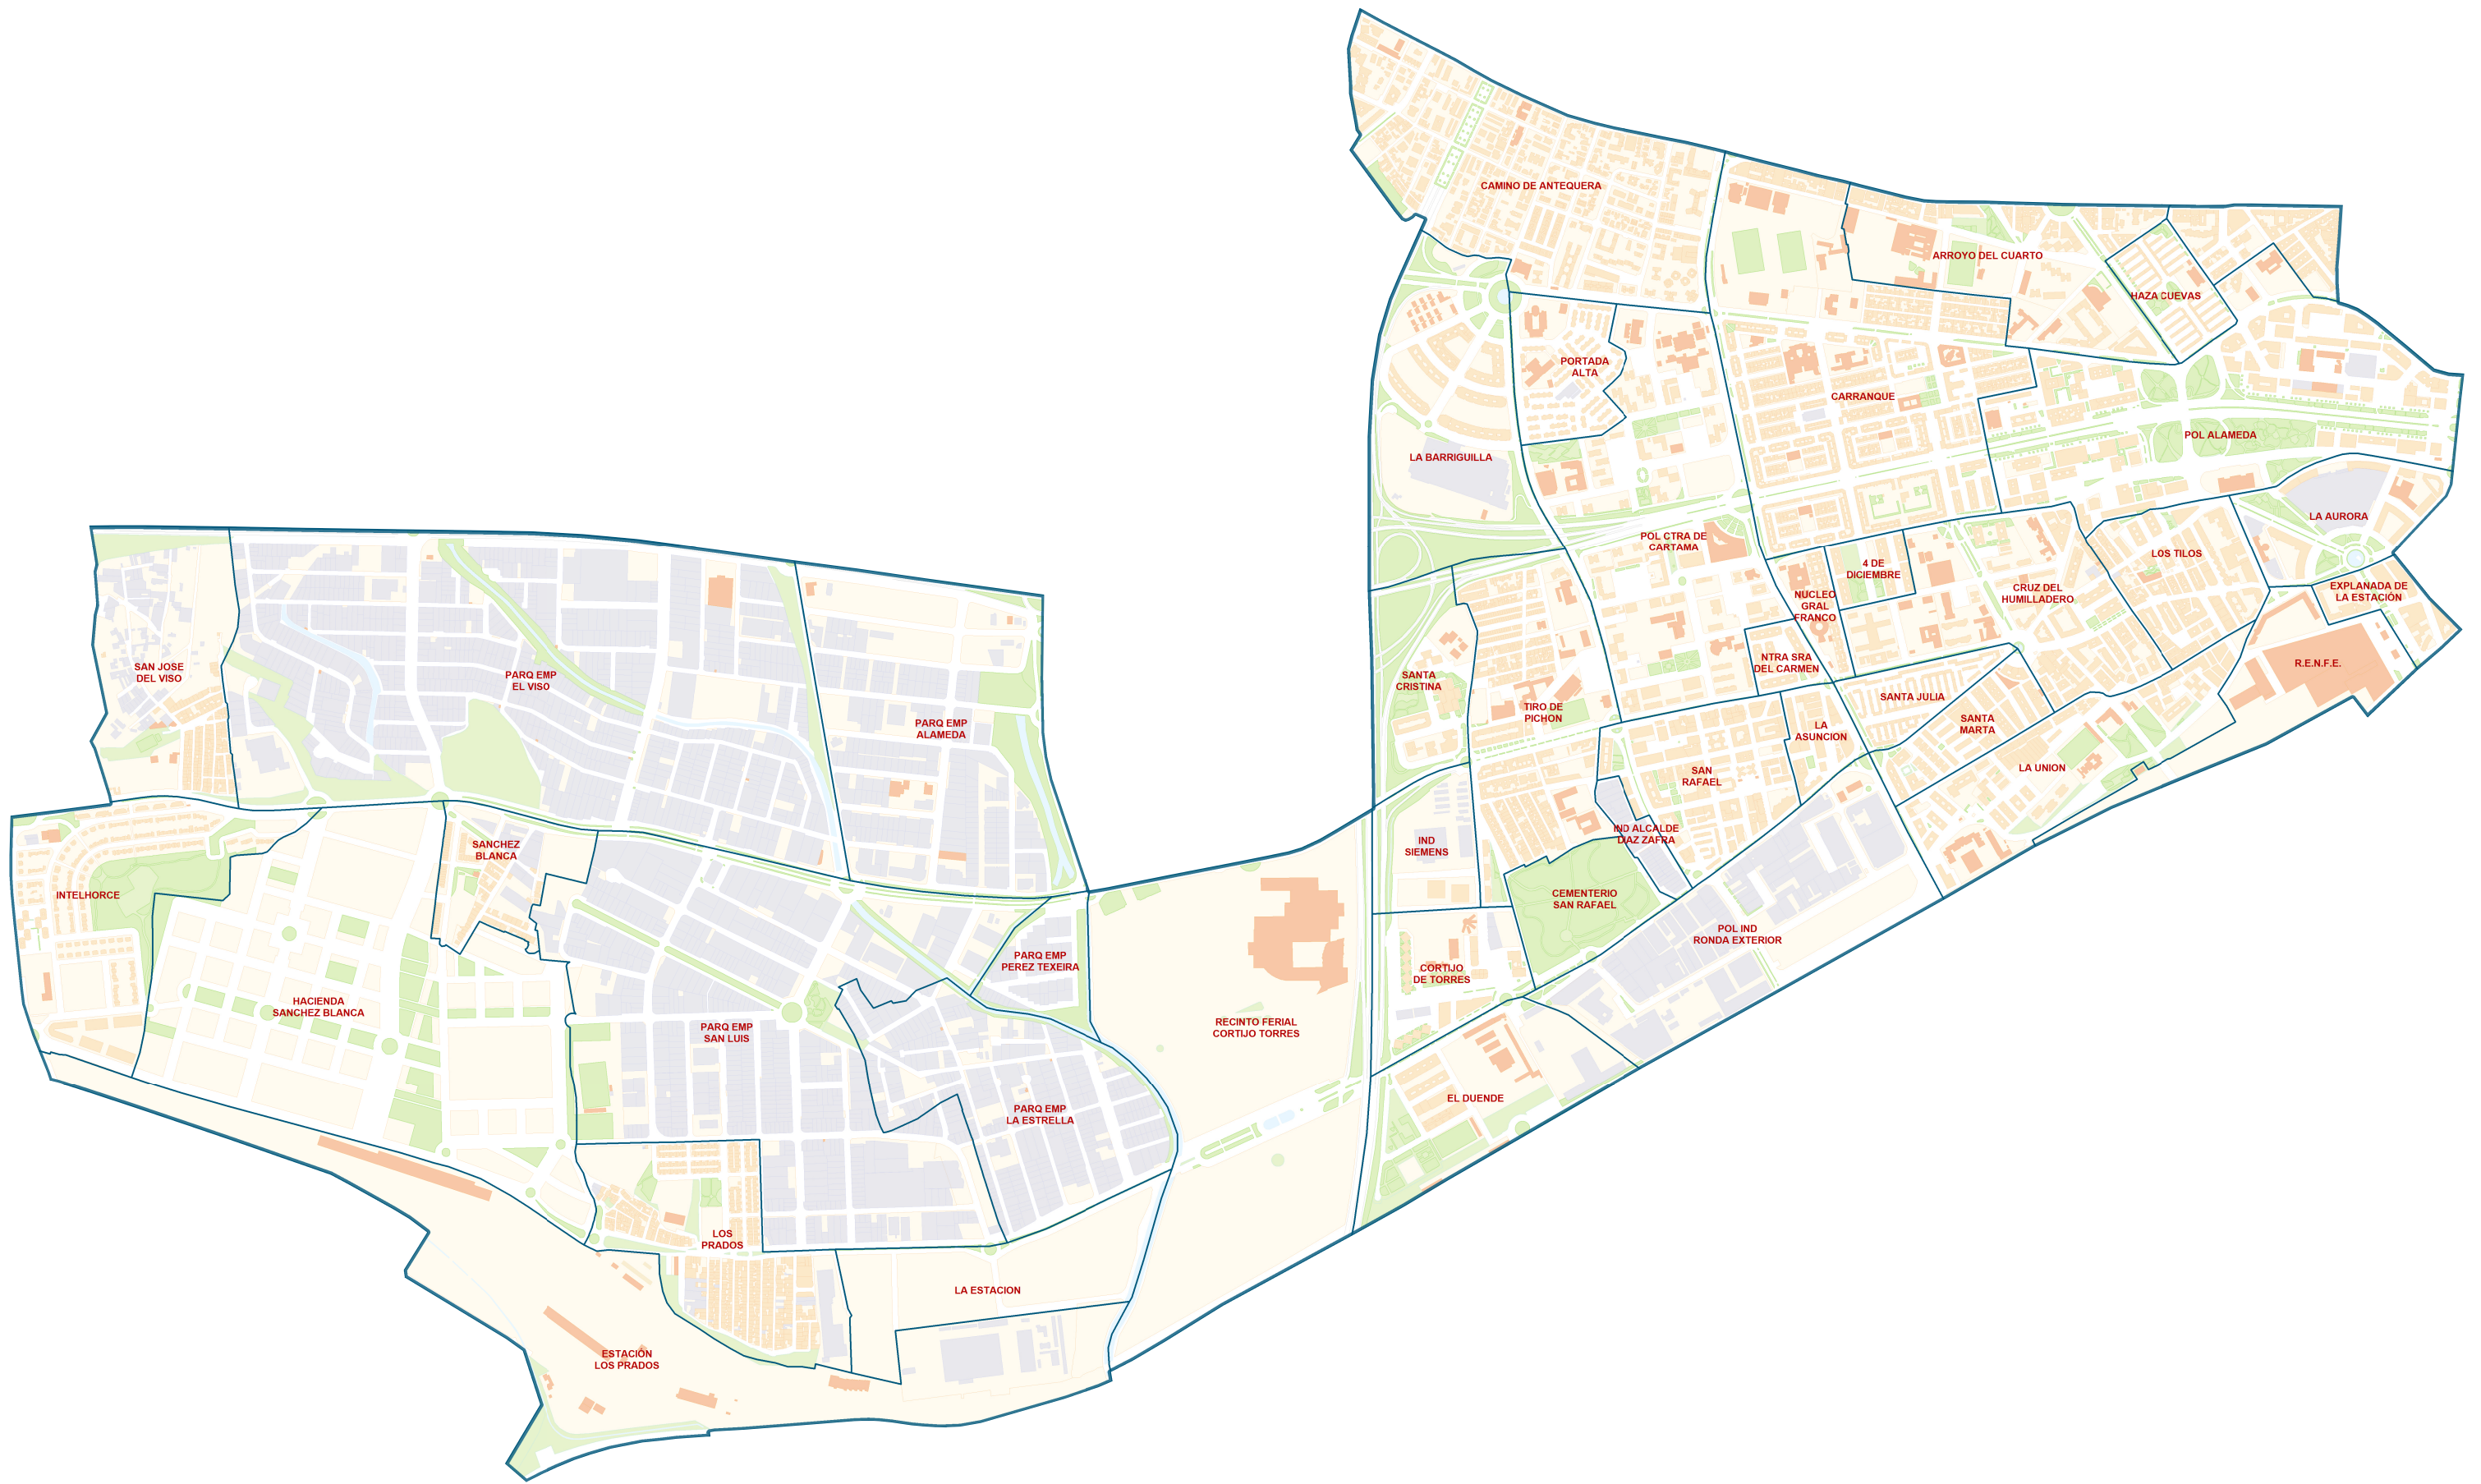 CAMINO DE ANTEQUERA
ARROYO DEL CUARTO
HAZA CUEVAS
PORTADA
ALTA
CARRANQUE
POL ALAMEDA
LA BARRIGUILLA
LA AURORA
POL CTRA DE
CARTAMA
LOS TILOS
4 DE
DICIEMBRE
CRUZ DEL
HUMILLADERO
EXPLANADA DE
LA ESTACIÓN
NUCLEO
GRAL
FRANCO
NTRA SRA
DEL CARMEN
R.E.N.F.E.
SAN JOSE
DEL VISO
PARQ EMP
EL VISO
SANTA
CRISTINA
SANTA JULIA
TIRO DE
PICHON
SANTA
MARTA
LA
ASUNCION
PARQ EMP
ALAMEDA
LA UNION
SAN
RAFAEL
IND ALCALDE
DIAZ ZAFRA
IND
SIEMENS
SANCHEZ
BLANCA
INTELHORCE
CEMENTERIO
SAN RAFAEL
POL IND
RONDA EXTERIOR
PARQ EMP
PEREZ TEXEIRA
CORTIJO
DE TORRES
HACIENDA
SANCHEZ BLANCA
RECINTO FERIAL
CORTIJO TORRES
PARQ EMP
SAN LUIS
EL DUENDE
PARQ EMP
LA ESTRELLA
LOS
PRADOS
LA ESTACION
ESTACIÓN
LOS PRADOS